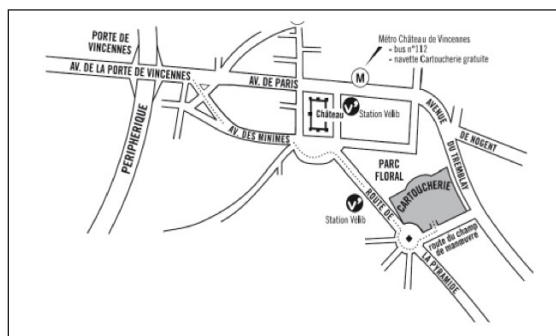 PORTE DE
VINCENNES
AV. DE LA PORTE DE VINCENNES
AV. DE PARIS
Métro Château de Vincennes
- bus n°112
- navette Cartoucherie gratuite
M
Château
V
Station Vélib
AVENUE
DE NOGENT
PERIPHERIQUE
AV. DES MINIMES
PARC
FLORAL
DU TREMBLAY
CARTOUCHERIE
ROUTE DE
V
Station Vélib
route du champ
de manœuvre
LA PYRAMIDE